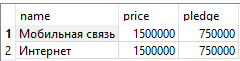 name price pledge
1 Мобильная связь 1500000 750000
2 Интернет 1500000 750000